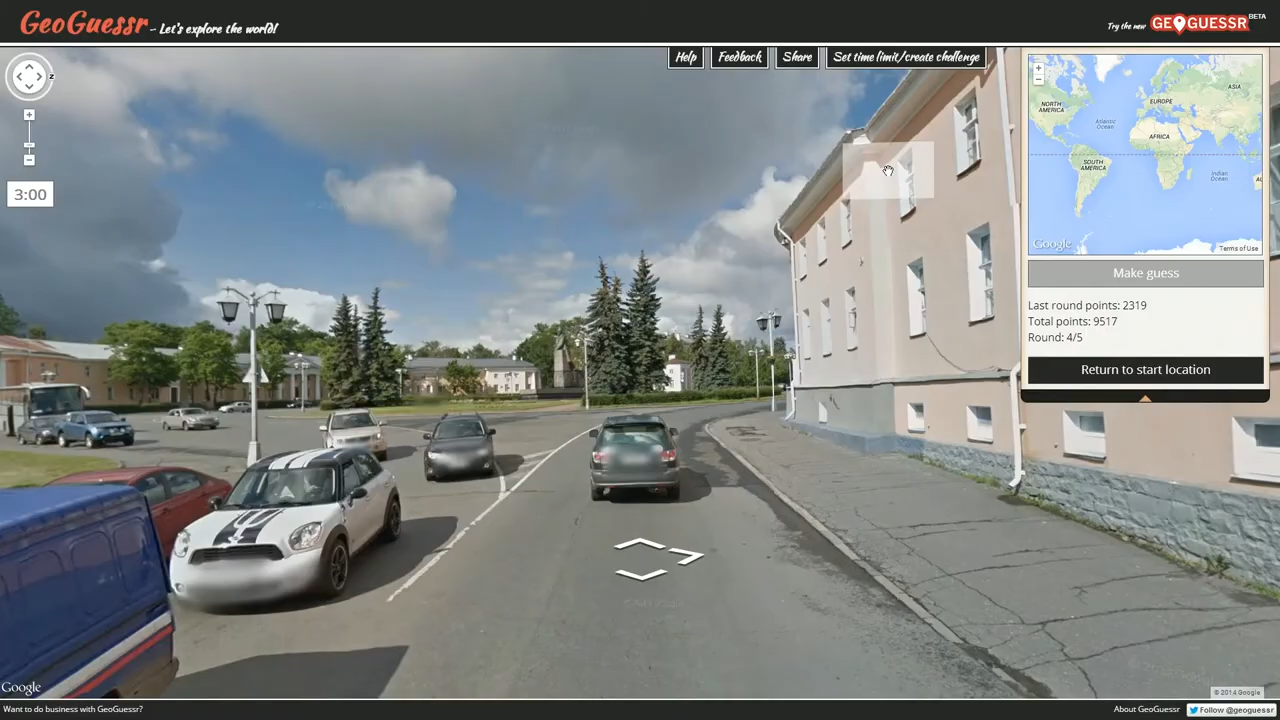 GeoGuessr – Let's explore the world!
Try the new GEOGUESSR BETA
Help Feedback Share Set time limit/create challenge
3:00
NORTH AMERICA
Atlantic Ocean
EUROPE
ASIA
AFRICA
SOUTH AMERICA
Indian Ocean
Google
Terms of Use
Make guess
Last round points: 2319
Total points: 9517
Round: 4/5
Return to start location
Google
© 2014 Google
Want to do business with GeoGuessr?
About GeoGuessr
Follow @geoguessr